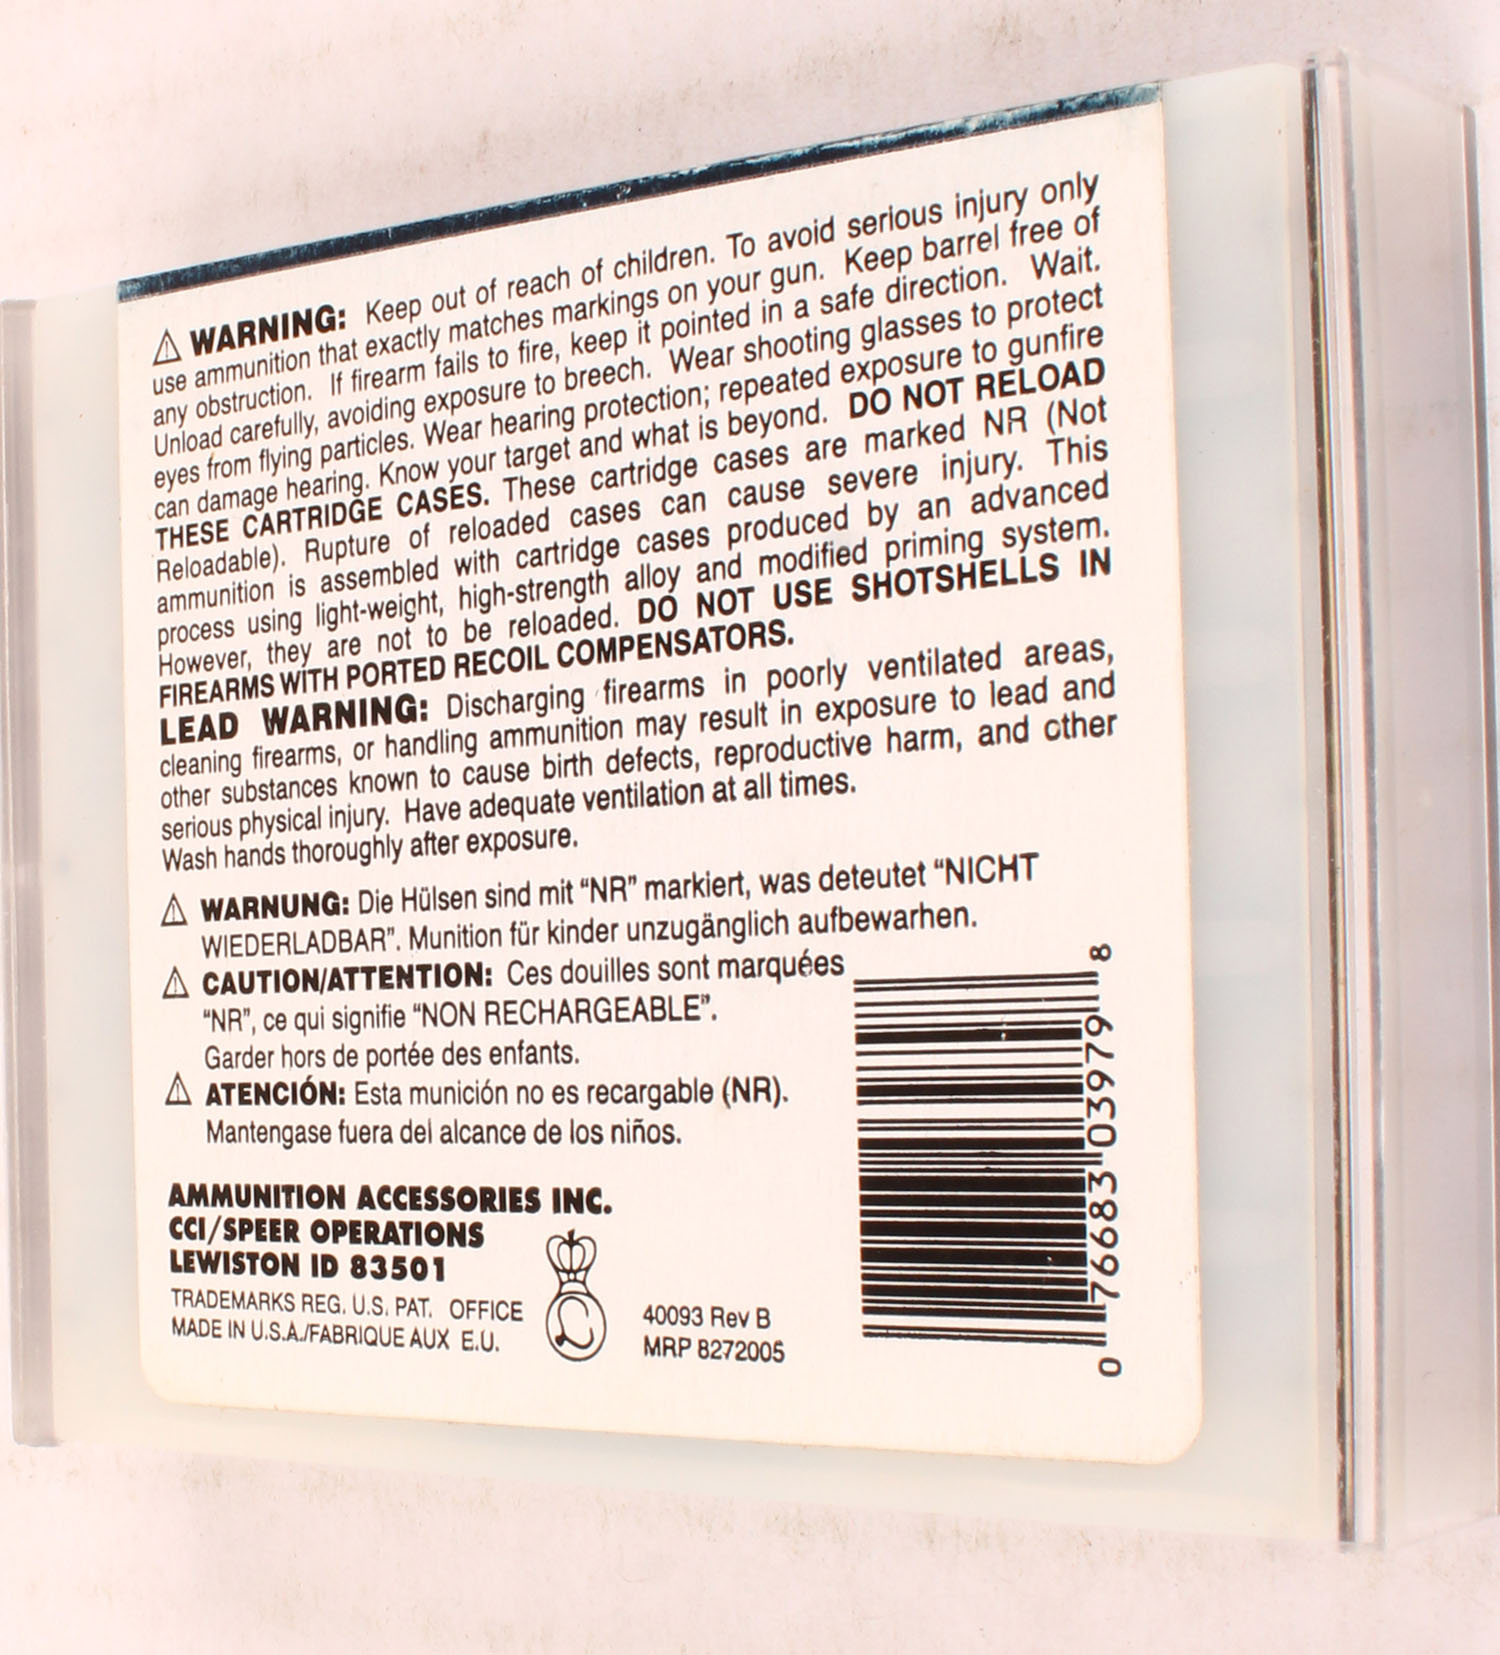 ⚠ WARNING: Keep out of reach of children. To avoid serious injury only
use ammunition that exactly matches markings on your gun. Keep barrel free of
any obstruction. If firearm fails to fire, keep it pointed in a safe direction. Wait.
Unload carefully, avoiding exposure to breech. Wear shooting glasses to protect
eyes from flying particles. Wear hearing protection; repeated exposure to gunfire
can damage hearing. Know your target and what is beyond. DO NOT RELOAD
THESE CARTRIDGE CASES. These cartridge cases are marked NR (Not
Reloadable). Rupture of reloaded cases can cause severe injury. This
ammunition is assembled with cartridge cases produced by an advanced
process using light-weight, high-strength alloy and modified priming system.
However, they are not to be reloaded. DO NOT USE SHOTSHELLS IN
FIREARMS WITH PORTED RECOIL COMPENSATORS.
LEAD WARNING: Discharging firearms in poorly ventilated areas,
cleaning firearms, or handling ammunition may result in exposure to lead and
other substances known to cause birth defects, reproductive harm, and other
serious physical injury. Have adequate ventilation at all times.
Wash hands thoroughly after exposure.
⚠ WARNUNG: Die Hülsen sind mit “NR” markiert, was deteutet “NICHT
WIEDERLADBAR”. Munition für kinder unzugänglich aufbewarhen.
⚠ CAUTION/ATTENTION: Ces douilles sont marquées
“NR”, ce qui signifie “NON RECHARGEABLE”.
Garder hors de portée des enfants.
⚠ ATENCIÓN: Esta munición no es recargable (NR).
Mantengase fuera del alcance de los niños.
AMMUNITION ACCESSORIES INC.
CCI/SPEER OPERATIONS
LEWISTON ID 83501
TRADEMARKS REG. U.S. PAT. OFFICE
MADE IN U.S.A./FABRIQUE AUX E.U.
40093 Rev B
MRP 8272005
0 76683 03979 8